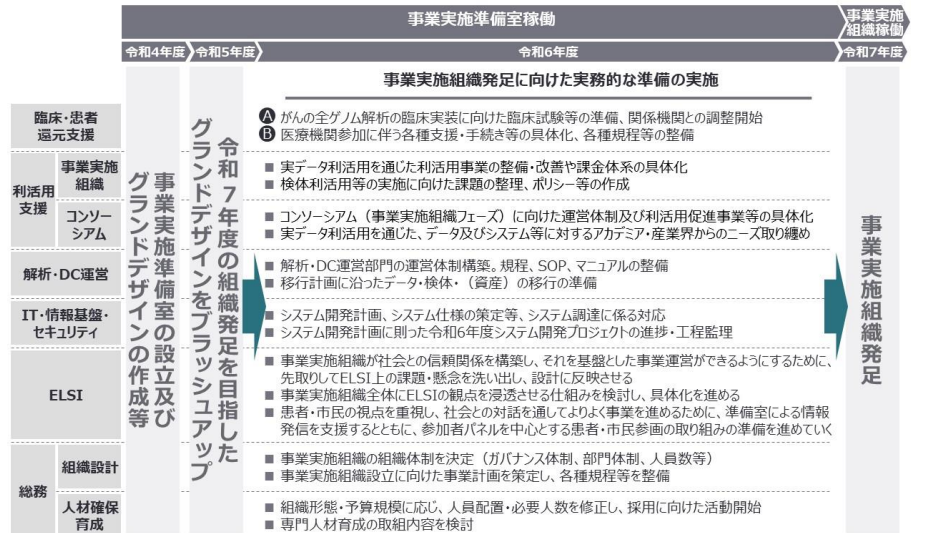 事業実施準備室稼働
事業実施
組織稼働
令和4年度
令和5年度
令和6年度
令和7年度
事業実施準備室の設立及び
グランドデザインの作成等
令和7年度の組織発足を目指した
グランドデザインをブラッシュアップ
事業実施組織発足に向けた実務的な準備の実施
臨床・患者
還元支援
A がんの全ゲノム解析の臨床実装に向けた臨床試験等の準備、関係機関との調整開始
B 医療機関参加に伴う各種支援・手続き等の具体化、各種規程等の整備
利活用
支援
事業実施
組織
■ 実データ利活用を通じた利活用事業の整備・改善や課金体系の具体化
■ 検体利活用等の実施に向けた課題の整理、ポリシー等の作成
コンソー
シアム
■ コンソーシアム（事業実施組織フェーズ）に向けた運営体制及び利活用促進事業等の具体化
■ 実データ利活用を通じた、データ及びシステム等に対するアカデミア・産業界からのニーズ取り纏め
解析・DC運営
■ 解析・DC運営部門の運営体制構築。規程、SOP、マニュアルの整備
■ 移行計画に沿ったデータ・検体・（資産）の移行の準備
IT・情報基盤・
セキュリティ
■ システム開発計画、システム仕様の策定等、システム調達に係る対応
■ システム開発計画に則った令和6年度システム開発プロジェクトの進捗・工程監理
ELSI
■ 事業実施組織が社会との信頼関係を構築し、それを基盤とした事業運営ができるようにするために、
先取りしてELSI上の課題・懸念を洗い出し、設計に反映させる
■ 事業実施組織全体にELSIの観点を浸透させる仕組みを検討し、具体化を進める
■ 患者・市民の視点を重視し、社会との対話を通してよりよく事業を進めるために、準備室による情報
発信を支援するとともに、参加者パネルを中心とする患者・市民参画の取り組みの準備を進めていく
総務
組織設計
■ 事業実施組織の組織体制を決定（ガバナンス体制、部門体制、人員数等）
■ 事業実施組織設立に向けた事業計画を策定し、各種規程等を整備
人材確保
育成
■ 組織形態・予算規模に応じ、人員配置・必要人数を修正し、採用に向けた活動開始
■ 専門人材育成の取組内容を検討
事業実施組織発足